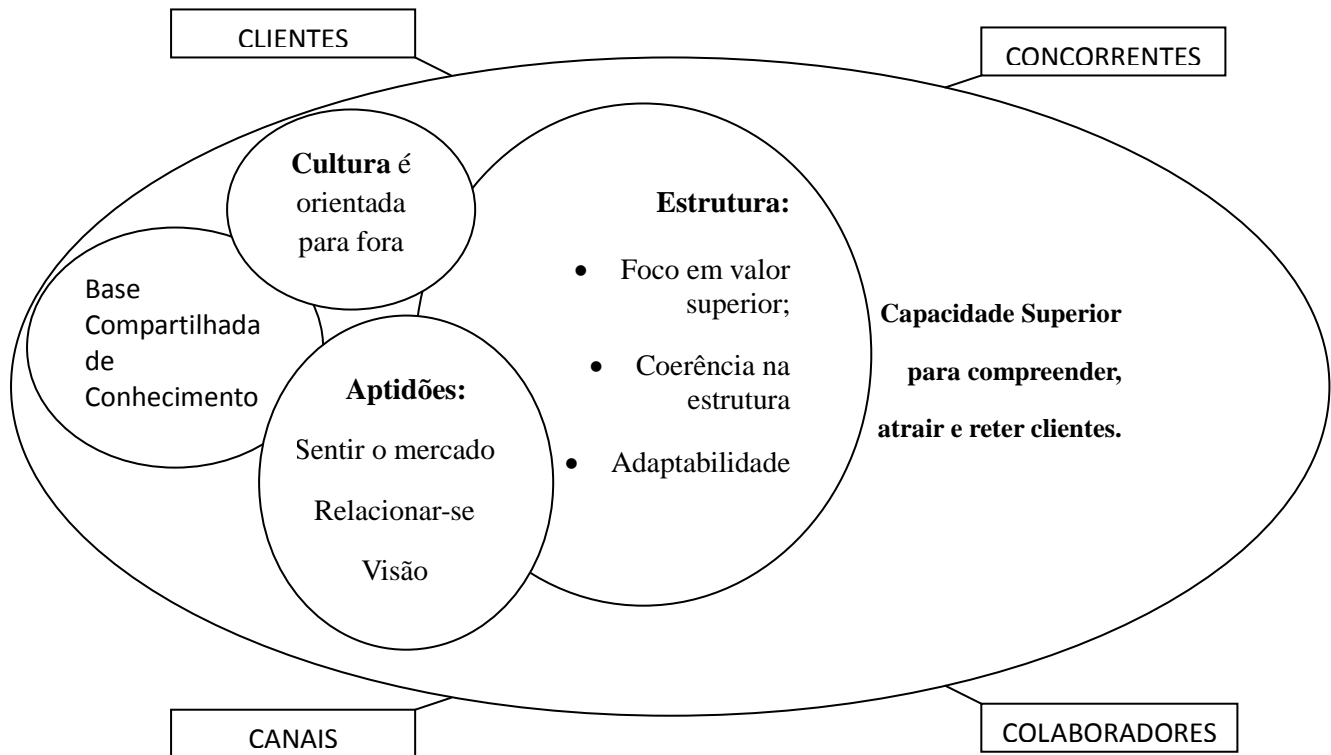 CLIENTES
CONCORRENTES
Cultura é
orientada
para fora
Base
Compartilhada
de
Conhecimento
Aptidões:
Sentir o mercado
Relacionar-se
Visão
Estrutura:
• Foco em valor
superior;
• Coerência na
estrutura
• Adaptabilidade
Capacidade Superior
para compreender,
atrair e reter clientes.
CANAIS
COLABORADORES